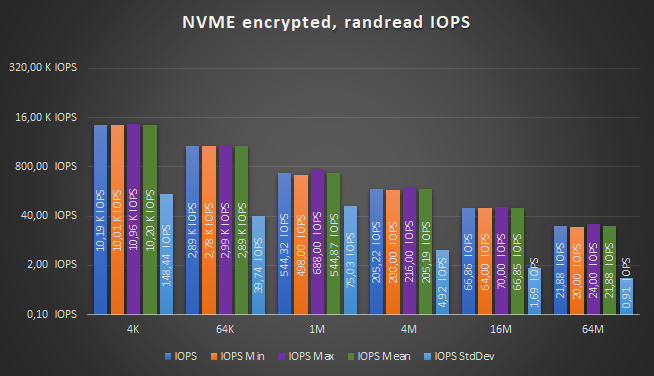 NVME encrypted, randread IOPS
320,00 K IOPS
16,00 K IOPS
800,00 IOPS
40,00 IOPS
2,00 IOPS
0,10 IOPS
10,19 K IOPS
10,01 K IOPS
10,96 K IOPS
10,20 K IOPS
148,44 IOPS
2,89 K IOPS
2,78 K IOPS
2,99 K IOPS
2,89 K IOPS
39,74 IOPS
544,32 IOPS
498,00 IOPS
688,00 IOPS
544,87 IOPS
75,03 IOPS
205,22 IOPS
200,00 IOPS
216,00 IOPS
205,19 IOPS
4,92 IOPS
66,86 IOPS
64,00 IOPS
70,00 IOPS
66,85 IOPS
1,69 IOPS
21,88 IOPS
20,00 IOPS
24,00 IOPS
21,88 IOPS
0,91 IOPS
4K 64K 1M 4M 16M 64M
IOPS IOPS Min IOPS Max IOPS Mean IOPS StdDev